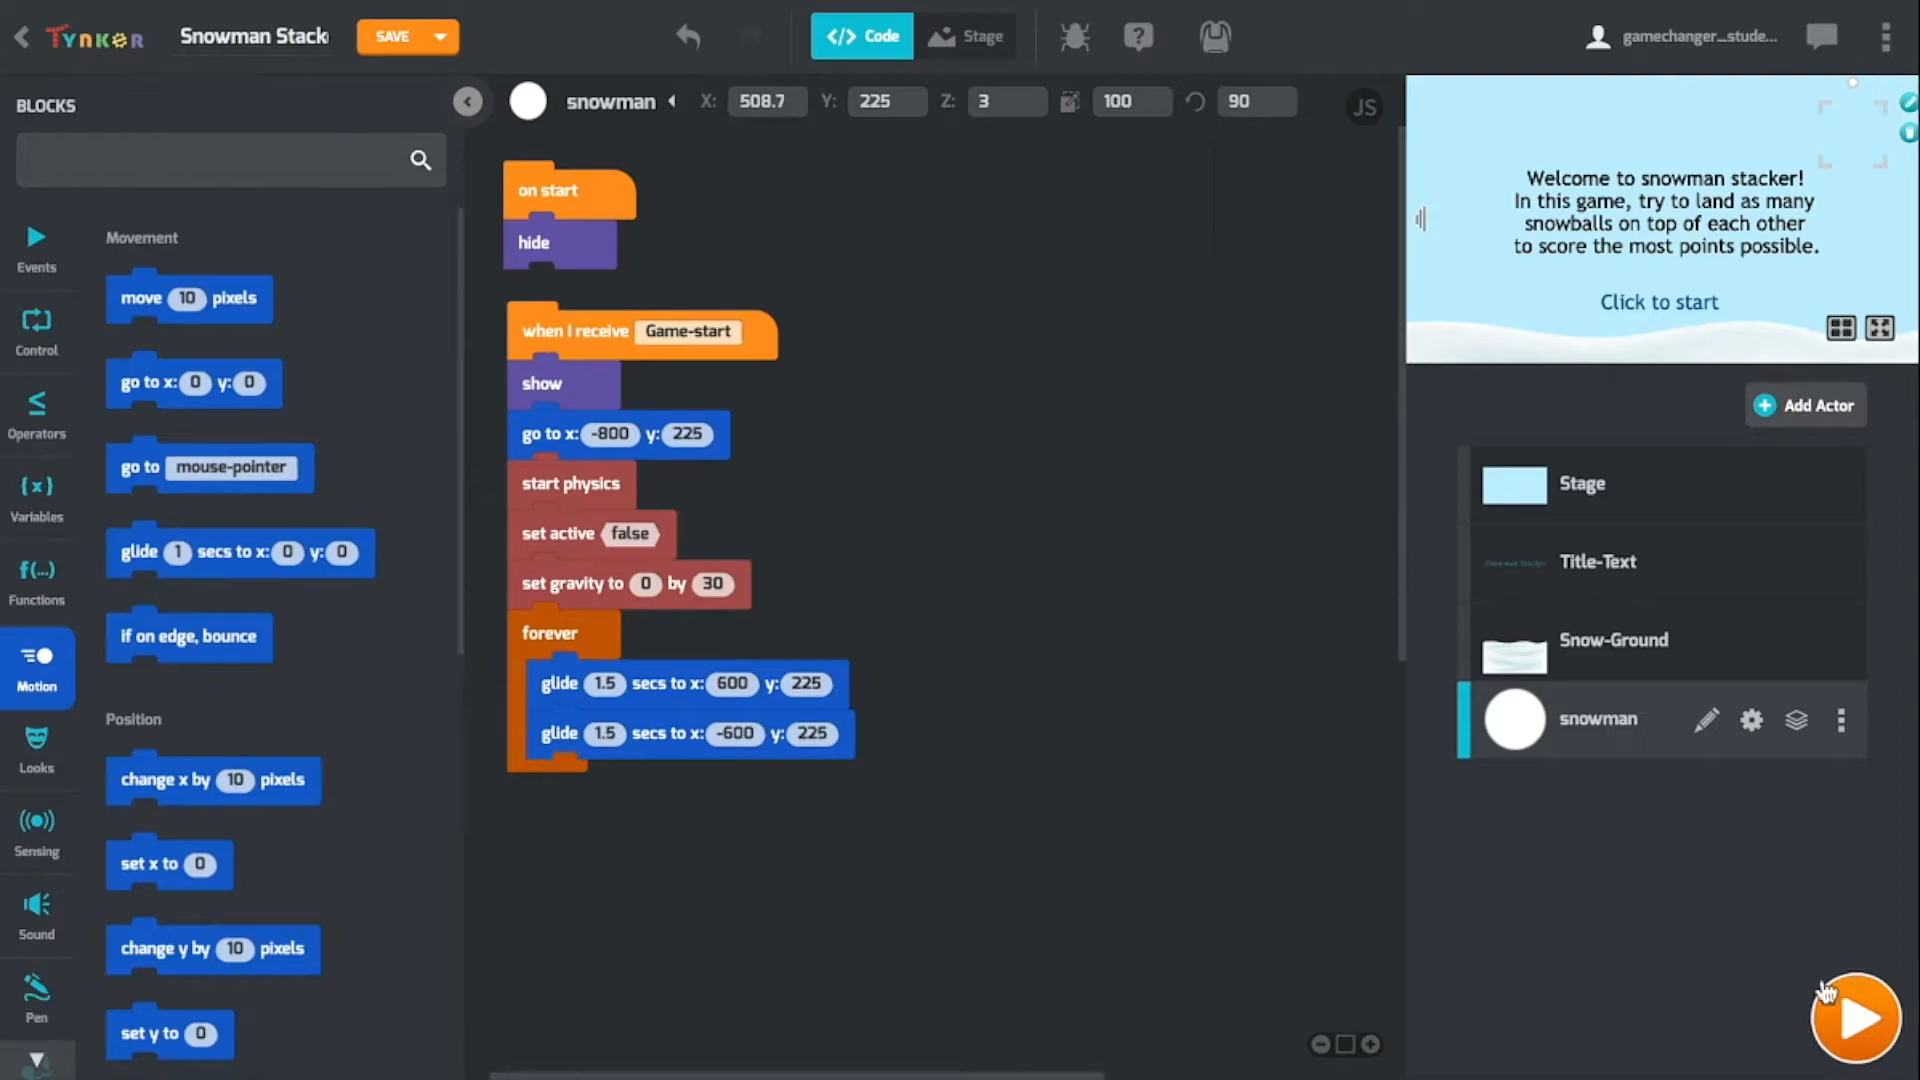 TYNKER
Snowman Stack
SAVE
</> Code
Stage
gamechanger_stude...
BLOCKS
snowman
X: 508.7 Y: 225 Z: 3 100 90
JS
Events
Control
Operators
Variables
f(...)
Functions
Motion
Looks
Sensing
Sound
Pen
Movement
move 10 pixels
go to x: 0 y: 0
go to mouse-pointer
glide 1 secs to x: 0 y: 0
if on edge, bounce
Position
change x by 10 pixels
set x to 0
change y by 10 pixels
set y to 0
on start
hide
when I receive Game-start
show
go to x: -800 y: 225
start physics
set active false
set gravity to 0 by 30
forever
glide 1.5 secs to x: 600 y: 225
glide 1.5 secs to x: -600 y: 225
Welcome to snowman stacker!
In this game, try to land as many
snowballs on top of each other
to score the most points possible.
Click to start
Add Actor
Stage
Title-Text
Snow-Ground
snowman